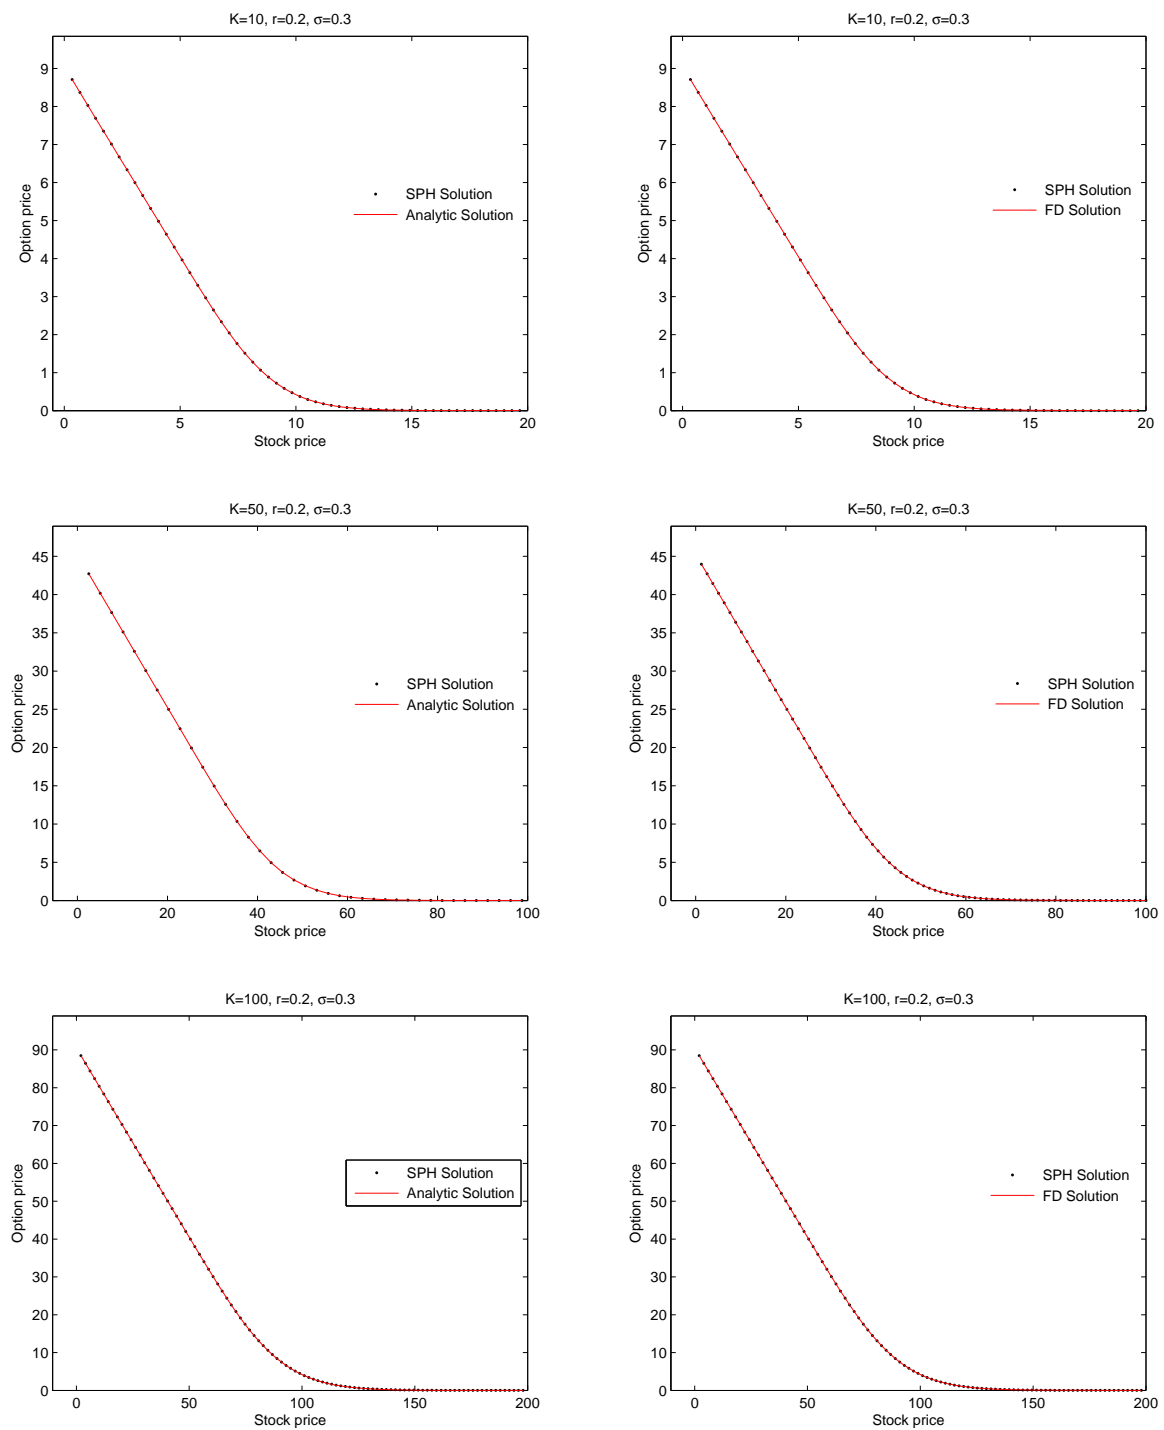 K=10, r=0.2, σ=0.3
Option price
9
8
7
6
5
4
3
2
1
0
SPH Solution
Analytic Solution
0 5 10 15 20
Stock price
K=10, r=0.2, σ=0.3
Option price
9
8
7
6
5
4
3
2
1
0
SPH Solution
FD Solution
0 5 10 15 20
Stock price
K=50, r=0.2, σ=0.3
Option price
45
40
35
30
25
20
15
10
5
0
SPH Solution
Analytic Solution
0 20 40 60 80 100
Stock price
K=50, r=0.2, σ=0.3
Option price
45
40
35
30
25
20
15
10
5
0
SPH Solution
FD Solution
0 20 40 60 80 100
Stock price
K=100, r=0.2, σ=0.3
Option price
90
80
70
60
50
40
30
20
10
0
SPH Solution
Analytic Solution
0 50 100 150 200
Stock price
K=100, r=0.2, σ=0.3
Option price
90
80
70
60
50
40
30
20
10
0
SPH Solution
FD Solution
0 50 100 150 200
Stock price